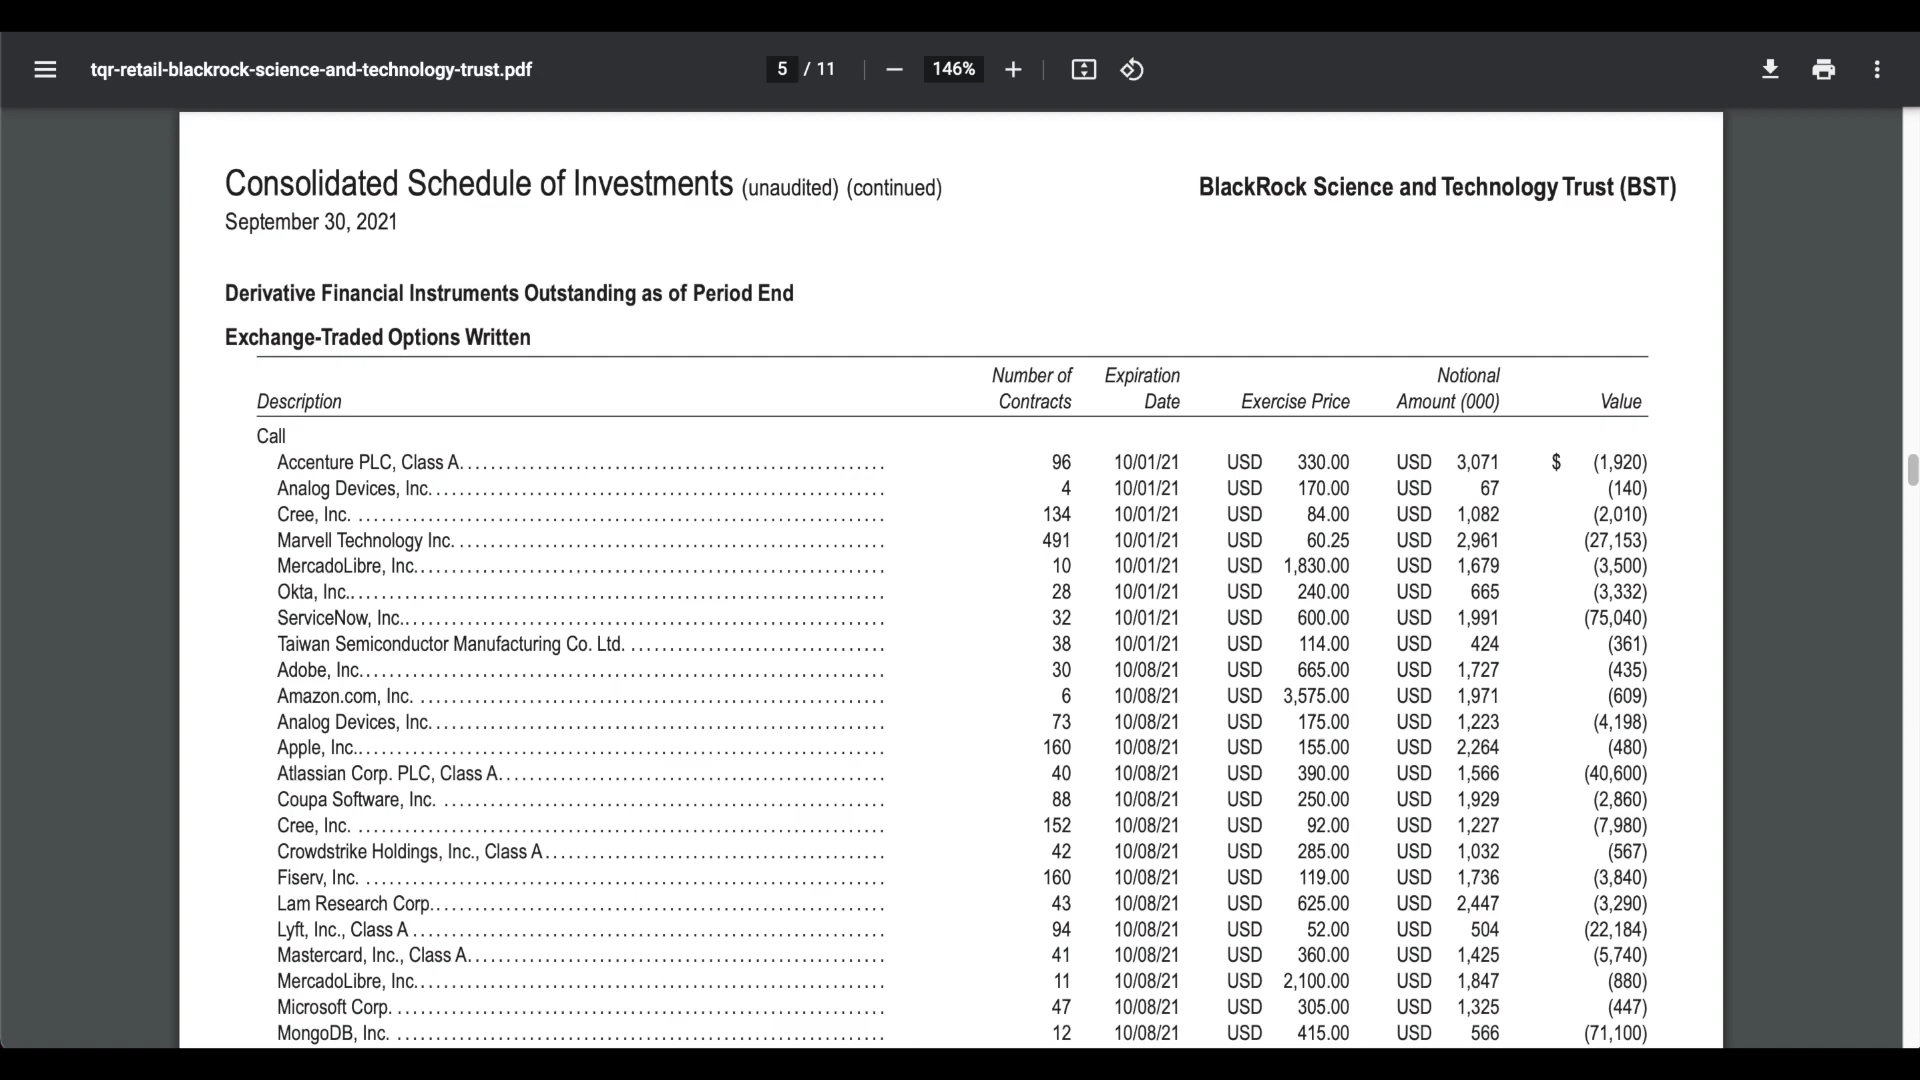 tqr-retail-blackrock-science-and-technology-trust.pdf 5 / 11 146%
Consolidated Schedule of Investments (unaudited) (continued) BlackRock Science and Technology Trust (BST)
September 30, 2021
Derivative Financial Instruments Outstanding as of Period End
Exchange-Traded Options Written
Number of Expiration Notional
Description Contracts Date Exercise Price Amount (000) Value
Call
Accenture PLC, Class A 96 10/01/21 USD 330.00 USD 3,071 $ (1,920)
Analog Devices, Inc. 4 10/01/21 USD 170.00 USD 67 (140)
Cree, Inc. 134 10/01/21 USD 84.00 USD 1,082 (2,010)
Marvell Technology Inc. 491 10/01/21 USD 60.25 USD 2,961 (27,153)
MercadoLibre, Inc. 10 10/01/21 USD 1,830.00 USD 1,679 (3,500)
Okta, Inc. 28 10/01/21 USD 240.00 USD 665 (3,332)
ServiceNow, Inc. 32 10/01/21 USD 600.00 USD 1,991 (75,040)
Taiwan Semiconductor Manufacturing Co. Ltd. 38 10/01/21 USD 114.00 USD 424 (361)
Adobe, Inc. 30 10/08/21 USD 665.00 USD 1,727 (435)
Amazon.com, Inc. 6 10/08/21 USD 3,575.00 USD 1,971 (609)
Analog Devices, Inc. 73 10/08/21 USD 175.00 USD 1,223 (4,198)
Apple, Inc. 160 10/08/21 USD 155.00 USD 2,264 (480)
Atlassian Corp. PLC, Class A 40 10/08/21 USD 390.00 USD 1,566 (40,600)
Coupa Software, Inc. 88 10/08/21 USD 250.00 USD 1,929 (2,860)
Cree, Inc. 152 10/08/21 USD 92.00 USD 1,227 (7,980)
Crowdstrike Holdings, Inc., Class A 42 10/08/21 USD 285.00 USD 1,032 (567)
Fiserv, Inc. 160 10/08/21 USD 119.00 USD 1,736 (3,840)
Lam Research Corp. 43 10/08/21 USD 625.00 USD 2,447 (3,290)
Lyft, Inc., Class A 94 10/08/21 USD 52.00 USD 504 (22,184)
Mastercard, Inc., Class A 41 10/08/21 USD 360.00 USD 1,425 (5,740)
MercadoLibre, Inc. 11 10/08/21 USD 2,100.00 USD 1,847 (880)
Microsoft Corp. 47 10/08/21 USD 305.00 USD 1,325 (447)
MongoDB, Inc. 12 10/08/21 USD 415.00 USD 566 (71,100)